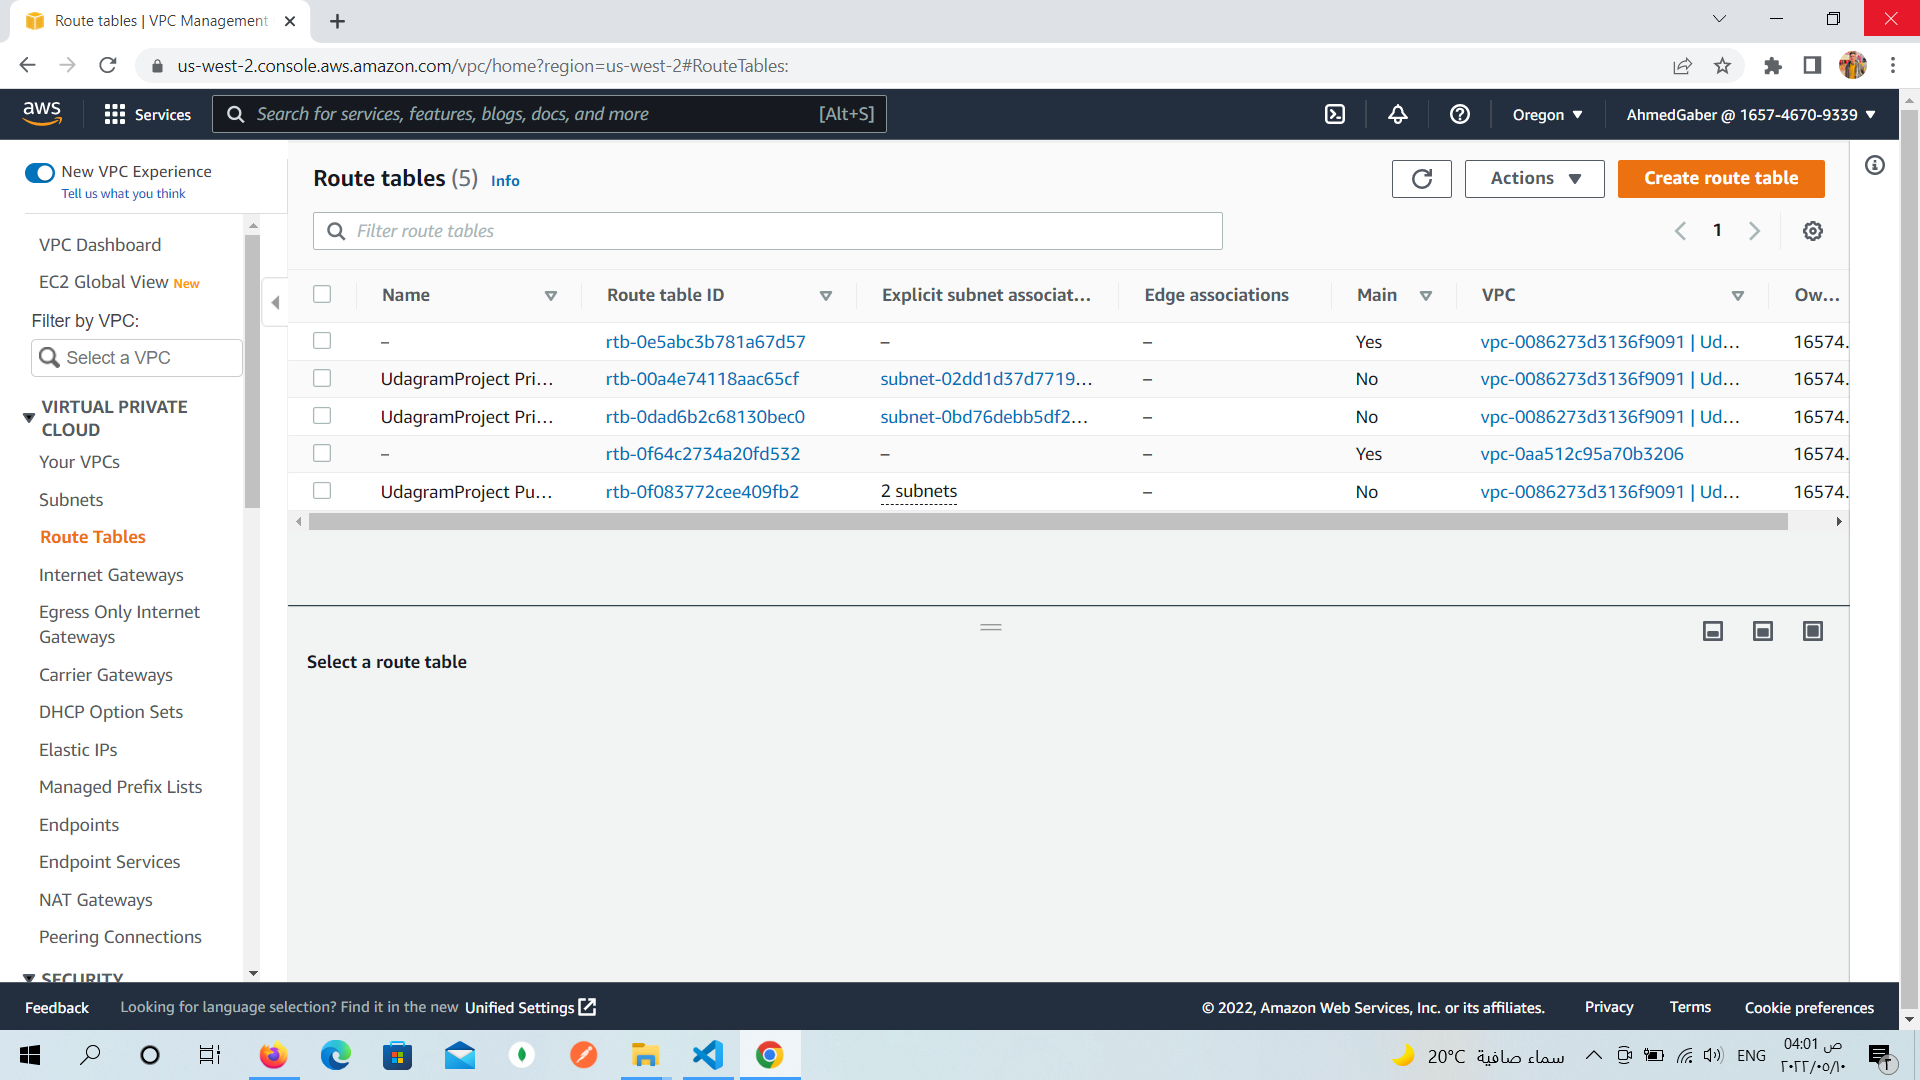 Route tables | VPC Management
us-west-2.console.aws.amazon.com/vpc/home?region=us-west-2#RouteTables:
aws
Services
Search for services, features, blogs, docs, and more
[Alt+S]
Oregon
AhmedGaber @ 1657-4670-9339
New VPC Experience
Tell us what you think
VPC Dashboard
EC2 Global View New
Filter by VPC:
Select a VPC
VIRTUAL PRIVATE
CLOUD
Your VPCs
Subnets
Route Tables
Internet Gateways
Egress Only Internet
Gateways
Carrier Gateways
DHCP Option Sets
Elastic IPs
Managed Prefix Lists
Endpoints
Endpoint Services
NAT Gateways
Peering Connections
SECURITY
Route tables (5) Info
Actions
Create route table
Filter route tables
1
Name Route table ID Explicit subnet associat... Edge associations Main VPC Ow...
– rtb-0e5abc3b781a67d57 – – Yes vpc-0086273d3136f9091 | Ud... 16574.
UdagramProject Pri... rtb-00a4e74118aac65cf subnet-02dd1d37d7719... – No vpc-0086273d3136f9091 | Ud... 16574.
UdagramProject Pri... rtb-0dad6b2c68130bec0 subnet-0bd76debb5df2... – No vpc-0086273d3136f9091 | Ud... 16574.
– rtb-0f64c2734a20fd532 – – Yes vpc-0aa512c95a70b3206 16574.
UdagramProject Pu... rtb-0f083772cee409fb2 2 subnets – No vpc-0086273d3136f9091 | Ud... 16574.
Select a route table
Feedback
Looking for language selection? Find it in the new Unified Settings
© 2022, Amazon Web Services, Inc. or its affiliates.
Privacy
Terms
Cookie preferences
20°C سماء صافية
ENG
04:01 ص
٢٠٢٢/٠٥/١٠
٢